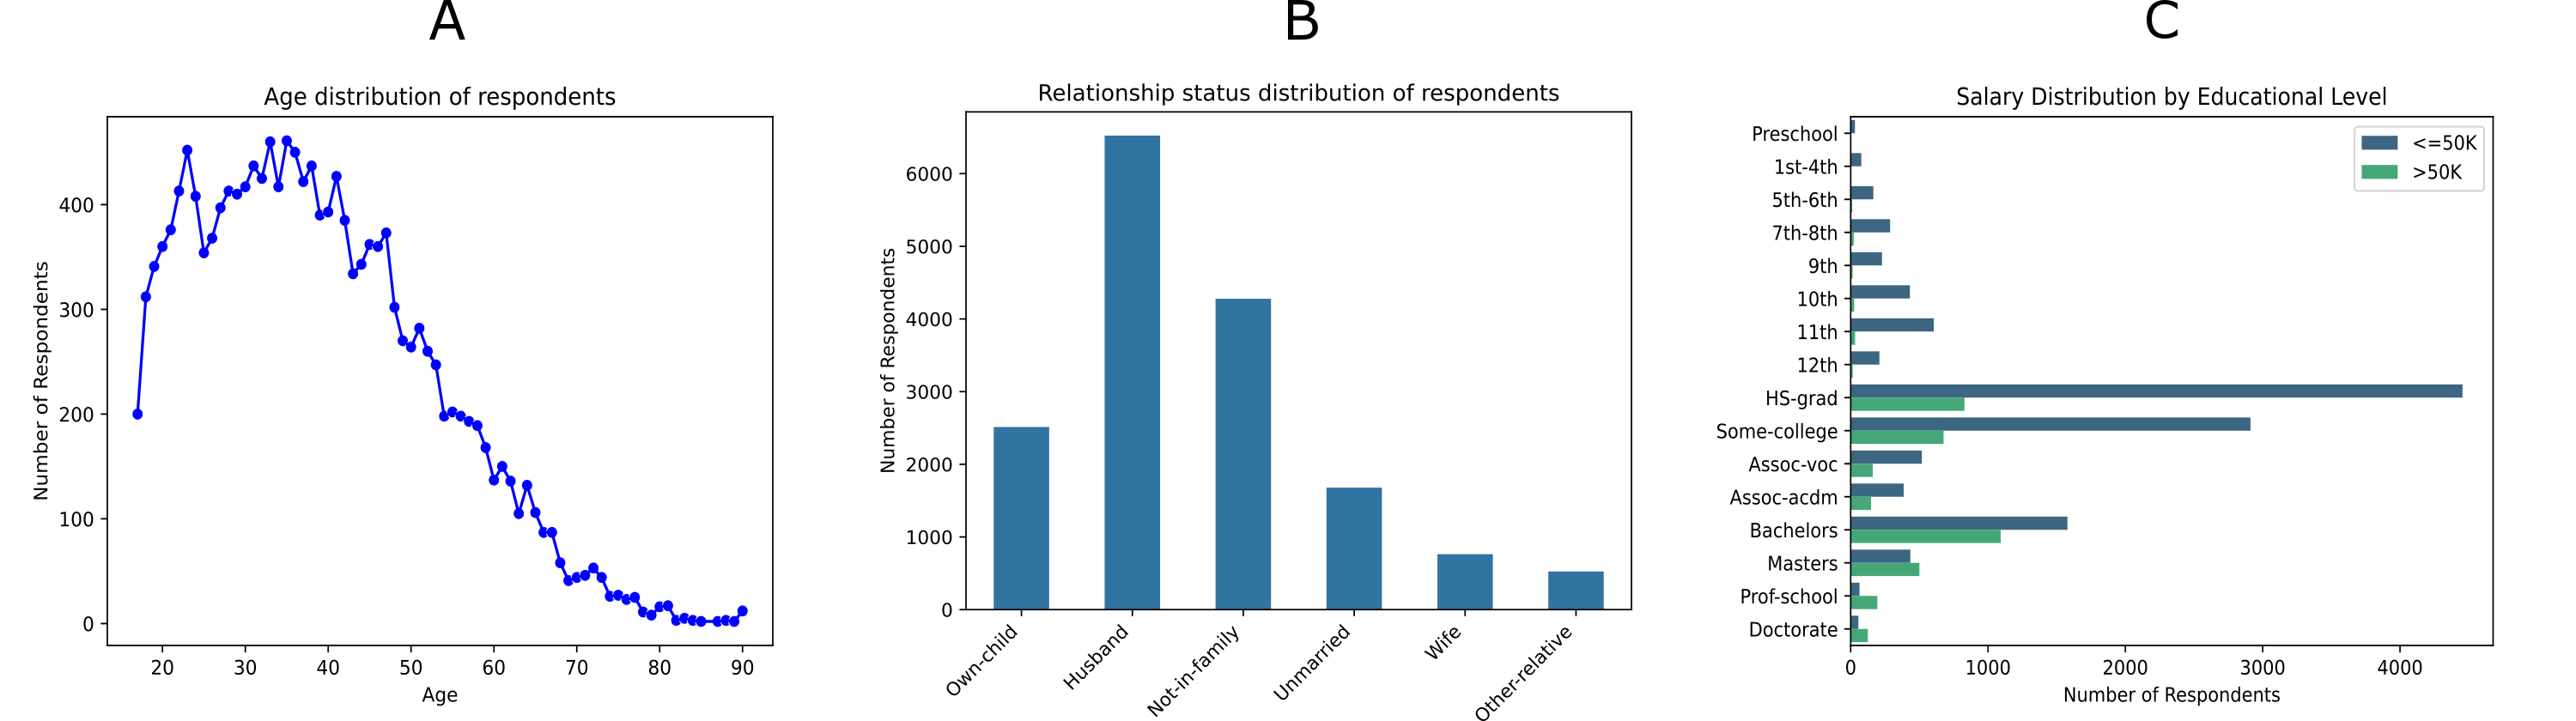 A
Age distribution of respondents
Number of Respondents
400
300
200
100
0
20 30 40 50 60 70 80 90
Age
B
Relationship status distribution of respondents
Number of Respondents
6000
5000
4000
3000
2000
1000
0
Own-child
Husband
Not-in-family
Unmarried
Wife
Other-relative
C
Salary Distribution by Educational Level
<=50K
>50K
Preschool
1st-4th
5th-6th
7th-8th
9th
10th
11th
12th
HS-grad
Some-college
Assoc-voc
Assoc-acdm
Bachelors
Masters
Prof-school
Doctorate
0 1000 2000 3000 4000
Number of Respondents